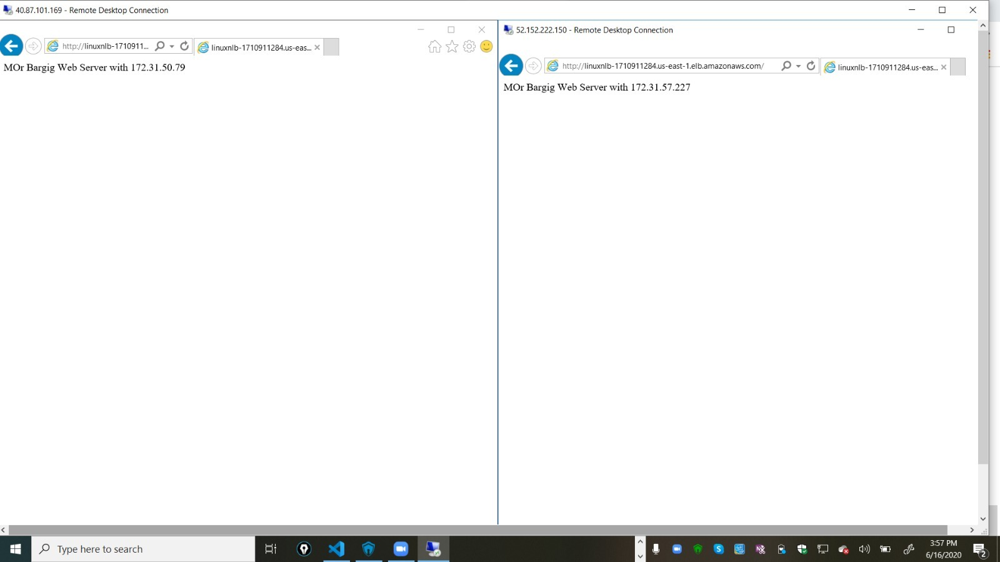 40.87.101.169 - Remote Desktop Connection
http://linuxnlb-1710911...
linuxnlb-1710911284.us-eas...
MOr Bargig Web Server with 172.31.50.79
52.152.222.150 - Remote Desktop Connection
http://linuxnlb-1710911284.us-east-1.elb.amazonaws.com/
linuxnlb-1710911284.us-eas...
MOr Bargig Web Server with 172.31.57.227
Type here to search
3:57 PM
6/16/2020
2